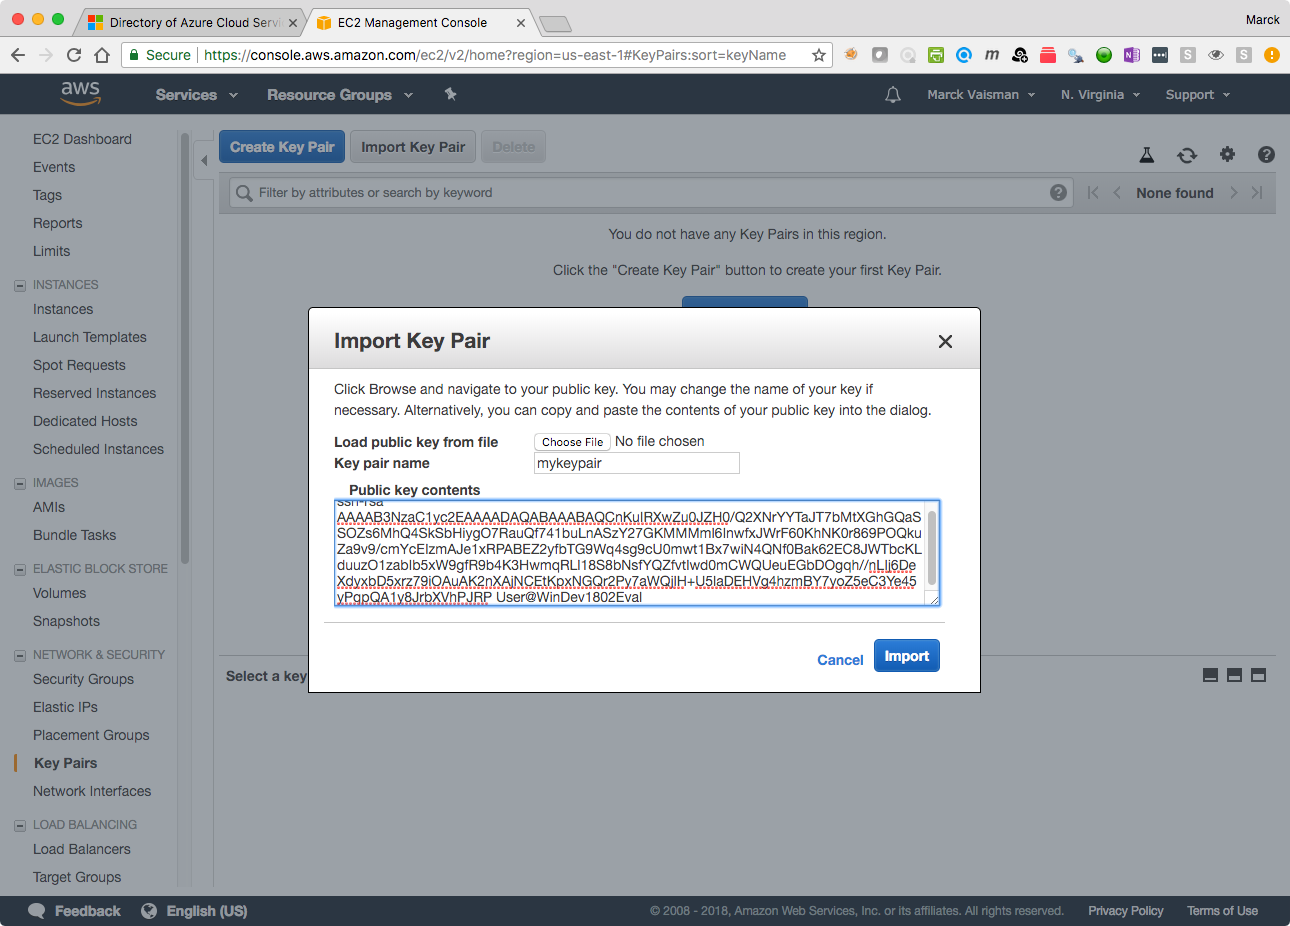 Directory of Azure Cloud Servi
EC2 Management Console
Marck
Secure
https://console.aws.amazon.com/ec2/v2/home?region=us-east-1#KeyPairs:sort=keyName
aws
Services
Resource Groups
Marck Vaisman
N. Virginia
Support
EC2 Dashboard
Events
Tags
Reports
Limits
INSTANCES
Instances
Launch Templates
Spot Requests
Reserved Instances
Dedicated Hosts
Scheduled Instances
IMAGES
AMIs
Bundle Tasks
ELASTIC BLOCK STORE
Volumes
Snapshots
NETWORK & SECURITY
Security Groups
Elastic IPs
Placement Groups
Key Pairs
Network Interfaces
LOAD BALANCING
Load Balancers
Target Groups
Create Key Pair
Import Key Pair
Delete
Filter by attributes or search by keyword
None found
You do not have any Key Pairs in this region.
Click the "Create Key Pair" button to create your first Key Pair.
Import Key Pair
Click Browse and navigate to your public key. You may change the name of your key if
necessary. Alternatively, you can copy and paste the contents of your public key into the dialog.
Load public key from file
Choose File
No file chosen
Key pair name
mykeypair
Public key contents
ssh-rsa
AAAAB3NzaC1yc2EAAAADAQABAAABAQCnKulRXwZu0JZH0/Q2XNrYYTaJT7bMtXGhGQaS
SOZs6MhQ4SkSbHiygO7RauQf741buLnASzY27GKMMMml6lnwfxJWrF60KhNK0r869POQku
Za9v9/cmYcElzmAJe1xRPABEZ2yfbTG9Wq4sg9cU0mwt1Bx7wiN4QNf0Bak62EC8JWTbcKL
duuzO1zabIb5xW9gfR9b4K3HwmqRLl18S8bNsfYQZfvtlwd0mCWQUeuEGbDOgqh//nLlj6De
XdyxbD5xrz79iOAuAK2nXAjNCEtKpxNGQr2Py7aWQjlH+U5IaDEHVg4hzmBY7yoZ5eC3Ye45
yPqpQA1y8JrbXVhPJRP User@WinDev1802Eval
Cancel
Import
Select a key
Feedback
English (US)
© 2008 - 2018, Amazon Web Services, Inc. or its affiliates. All rights reserved.
Privacy Policy
Terms of Use